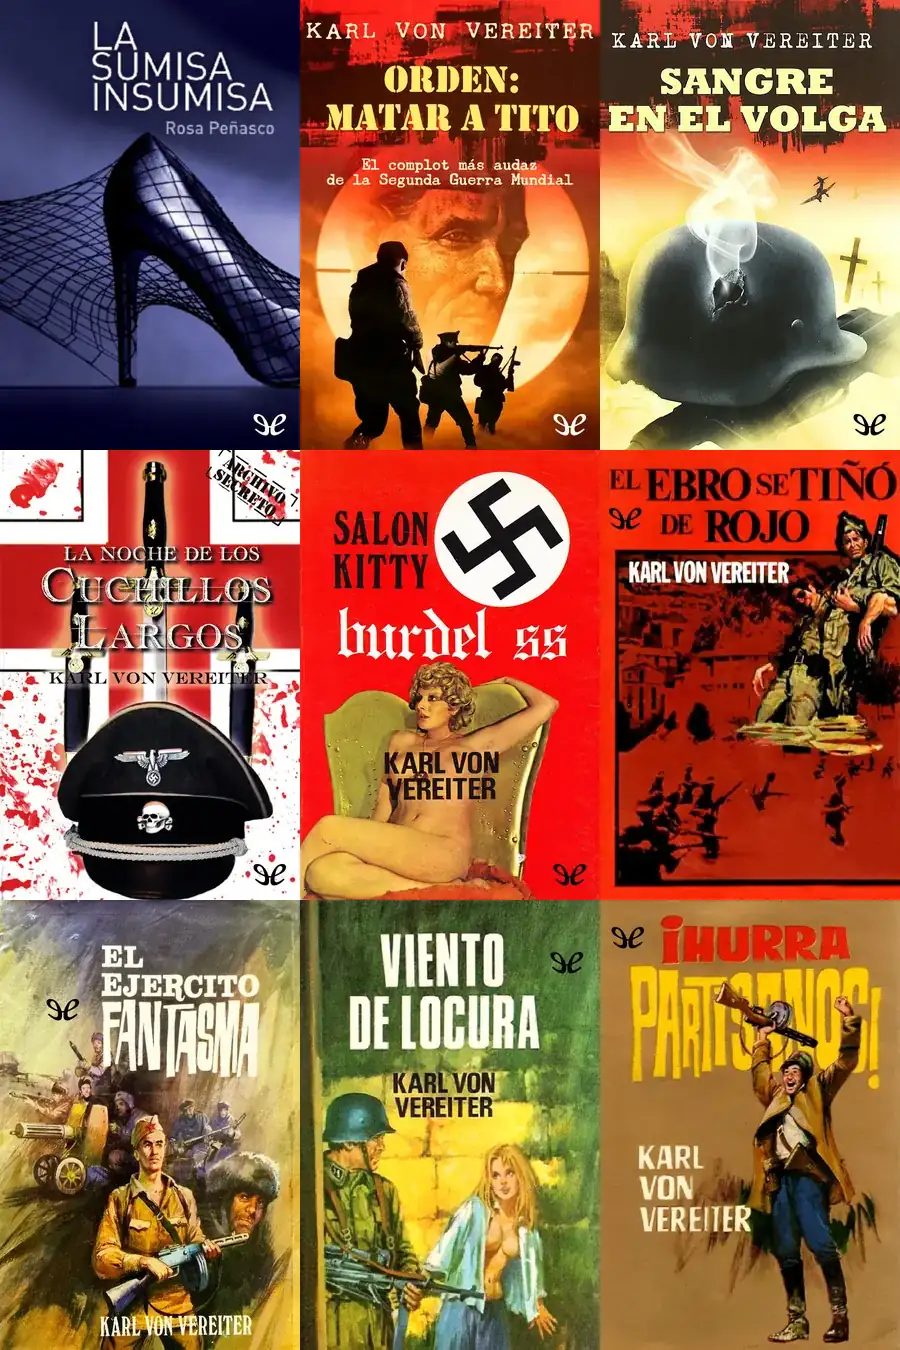 LA
SUMISA
INSUMISA
Rosa Peñasco
KARL VON VEREITER
ORDEN:
MATAR A TITO
El complot más audaz
de la Segunda Guerra Mundial
KARL VON VEREITER
SANGRE
EN EL VOLGA
ARCHIVO
SECRETO
LA NOCHE DE LOS
CUCHILLOS
LARGOS
KARL VON VEREITER
SALON
KITTY
burdel ss
KARL VON
VEREITER
EL EBRO SE TIÑÓ
DE ROJO
KARL VON VEREITER
EL
EJERCITO
FANTASMA
KARL VON VEREITER
VIENTO
DE LOCURA
KARL VON
VEREITER
¡HURRA
PARTISANOS!
KARL
VON
VEREITER